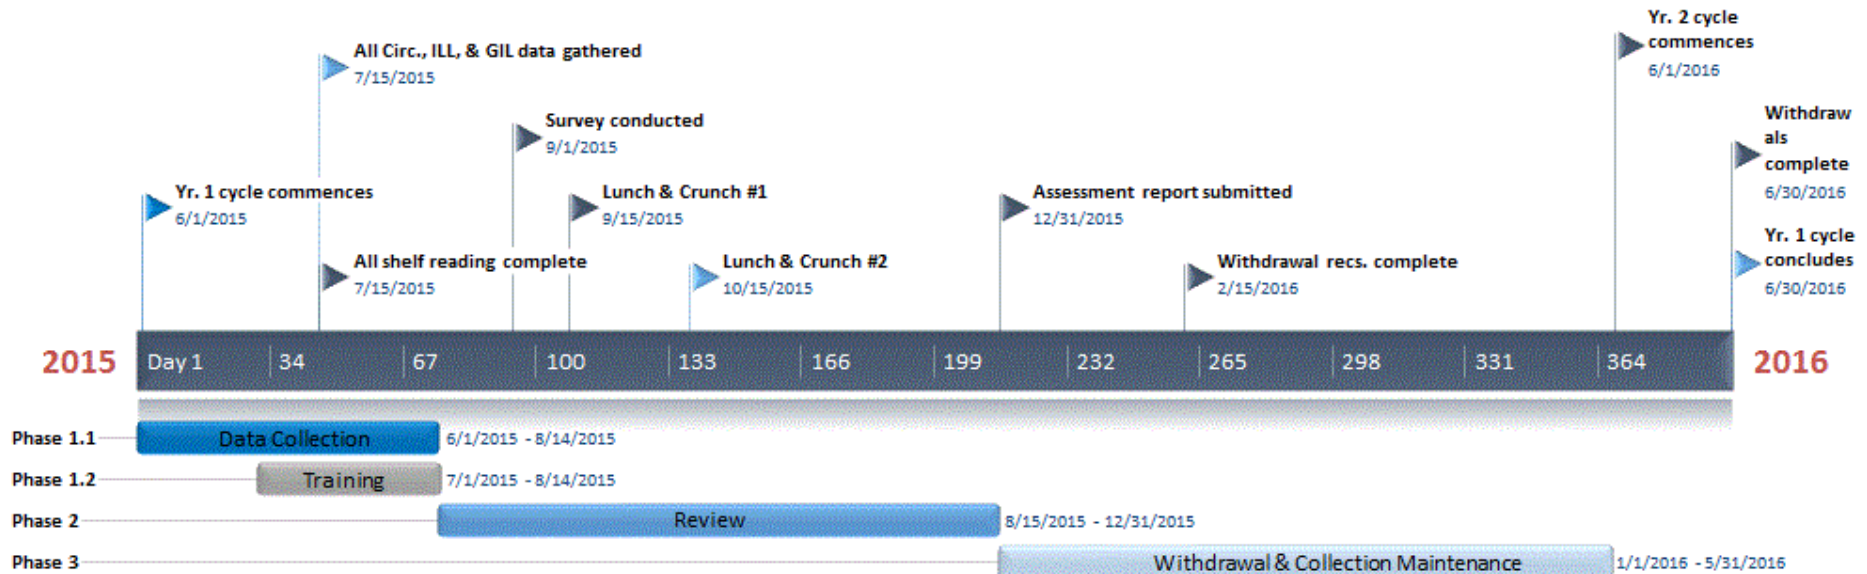 Yr. 2 cycle
commences
6/1/2016
All Circ., ILL, & GIL data gathered
7/15/2015
Survey conducted
9/1/2015
Withdraw
als
complete
6/30/2016
Yr. 1 cycle commences
6/1/2015
Lunch & Crunch #1
9/15/2015
Assessment report submitted
12/31/2015
Yr. 1 cycle
concludes
6/30/2016
All shelf reading complete
7/15/2015
Lunch & Crunch #2
10/15/2015
Withdrawal recs. complete
2/15/2016
2015 Day 1 34 67 100 133 166 199 232 265 298 331 364 2016
Phase 1.1 Data Collection 6/1/2015 - 8/14/2015
Phase 1.2 Training 7/1/2015 - 8/14/2015
Phase 2 Review 8/15/2015 - 12/31/2015
Phase 3 Withdrawal & Collection Maintenance 1/1/2016 - 5/31/2016